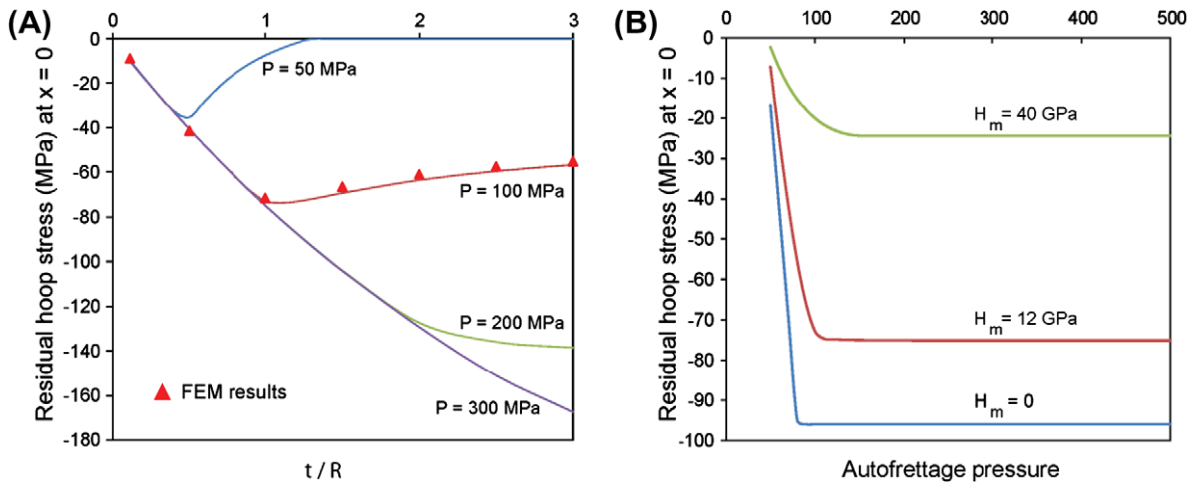 (A)
0 1 2 3
Residual hoop stress (MPa) at x = 0
0
-20
-40
-60
-80
-100
-120
-140
-160
-180
P = 50 MPa
P = 100 MPa
P = 200 MPa
P = 300 MPa
FEM results
t / R
(B)
0 100 200 300 400 500
Residual hoop stress (MPa) at x = 0
0
-10
-20
-30
-40
-50
-60
-70
-80
-90
-100
H m = 40 GPa
H m = 12 GPa
H m = 0
Autofrettage pressure